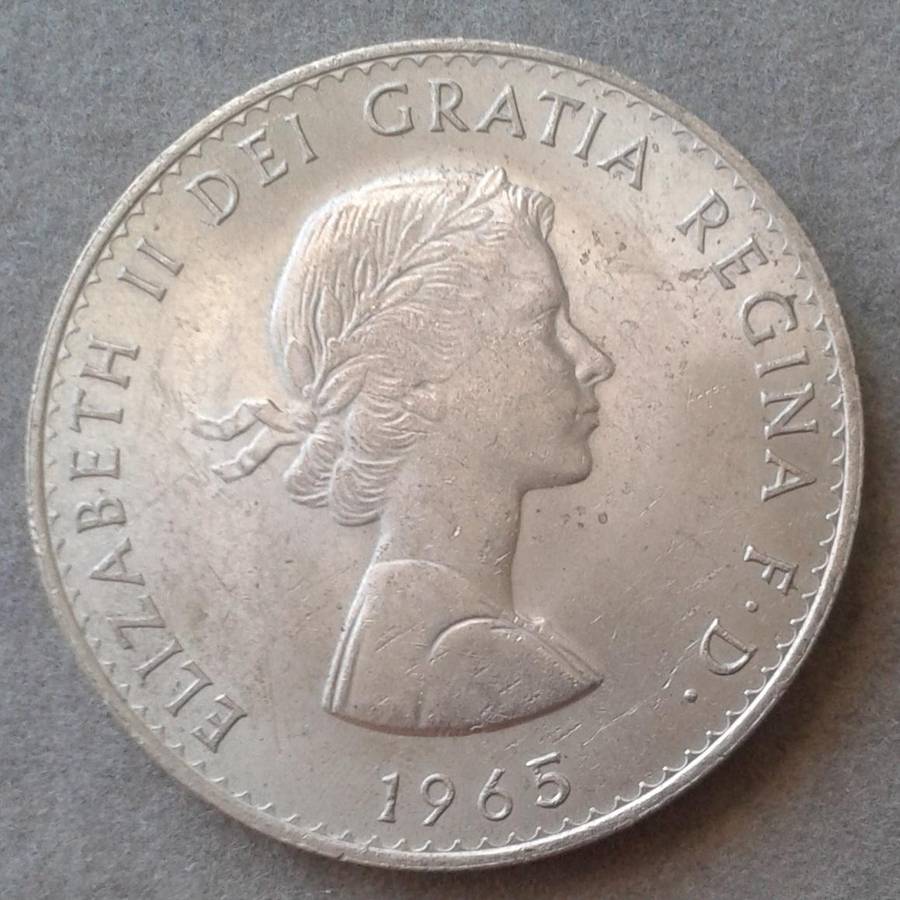 ELIZABETH II DEI GRATIA REGINA F.D.
1965